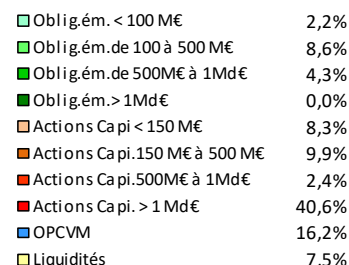 Oblig.ém. < 100 M€ 2,2%
Oblig.ém.de 100 à 500 M€ 8,6%
Oblig.ém.de 500M€ à 1Md€ 4,3%
Oblig.ém.> 1Md€ 0,0%
Actions Capi < 150 M€ 8,3%
Actions Capi.150 M€ à 500 M€ 9,9%
Actions Capi.500M€ à 1Md€ 2,4%
Actions Capi. > 1 Md€ 40,6%
OPCVM 16,2%
Liquidités 7,5%